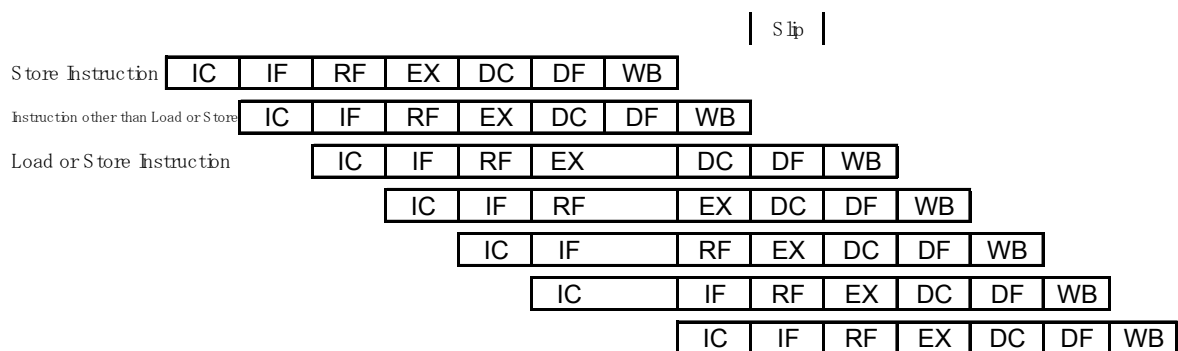 Slip
Store Instruction IC IF RF EX DC DF WB
Instruction other than Load or Store IC IF RF EX DC DF WB
Load or Store Instruction IC IF RF EX DC DF WB
IC IF RF EX DC DF WB
IC IF RF EX DC DF WB
IC IF RF EX DC DF WB
IC IF RF EX DC DF WB